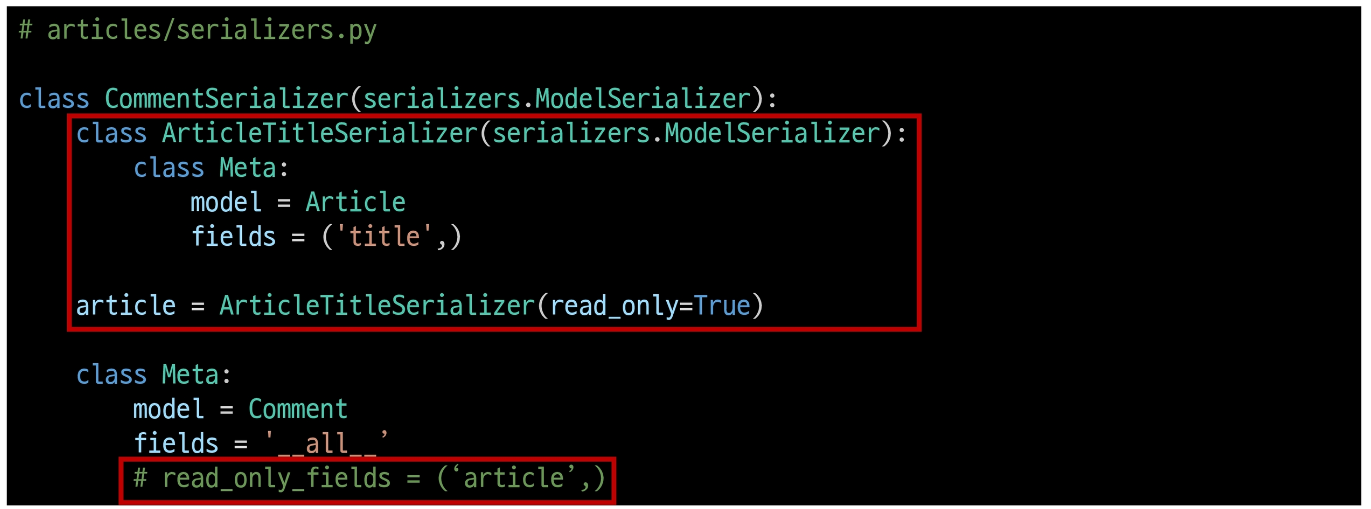 # articles/serializers.py
class CommentSerializer(serializers.ModelSerializer):
class ArticleTitleSerializer(serializers.ModelSerializer):
class Meta:
model = Article
fields = ('title',)
article = ArticleTitleSerializer(read_only=True)
class Meta:
model = Comment
fields = '__all__’
# read_only_fields = (‘article’,)